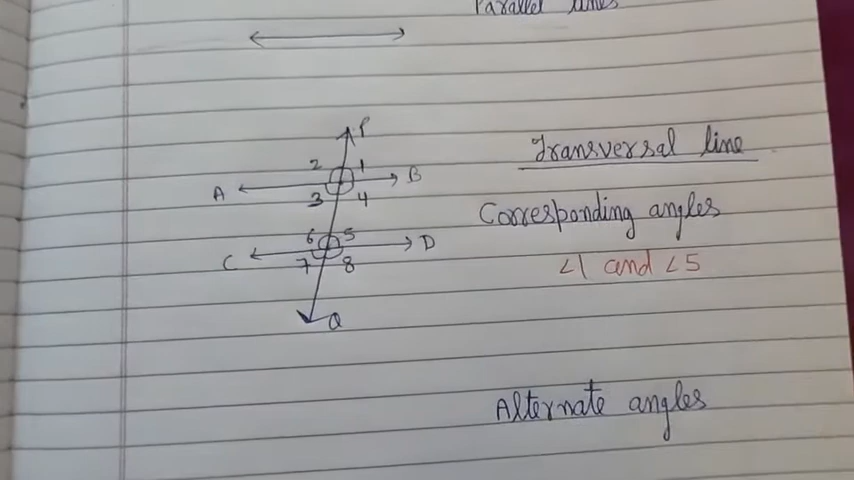 Parallel lines
P
2 1
A B
3 4
6 5
C D
7 8
Q
Transversal line
Corresponding angles
∠1 and ∠5
Alternate angles